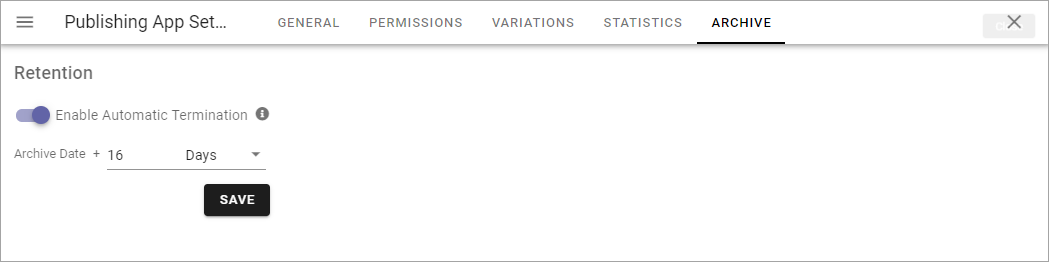 Publishing App Set... GENERAL PERMISSIONS VARIATIONS STATISTICS ARCHIVE
Retention
Enable Automatic Termination
Archive Date + 16 Days
SAVE